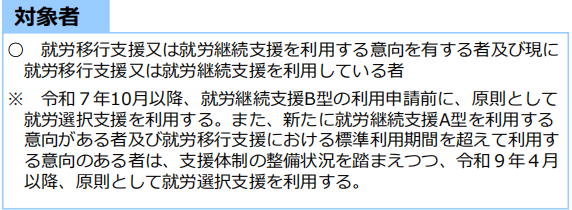 対象者
○　就労移行支援又は就労継続支援を利用する意向を有する者及び現に
就労移行支援又は就労継続支援を利用している者
※　令和７年10月以降、就労継続支援B型の利用申請前に、原則として
就労選択支援を利用する。また、新たに就労継続支援A型を利用する
意向がある者及び就労移行支援における標準利用期間を超えて利用す
る意向のある者は、支援体制の整備状況を踏まえつつ、令和９年４月
以降、原則として就労選択支援を利用する。